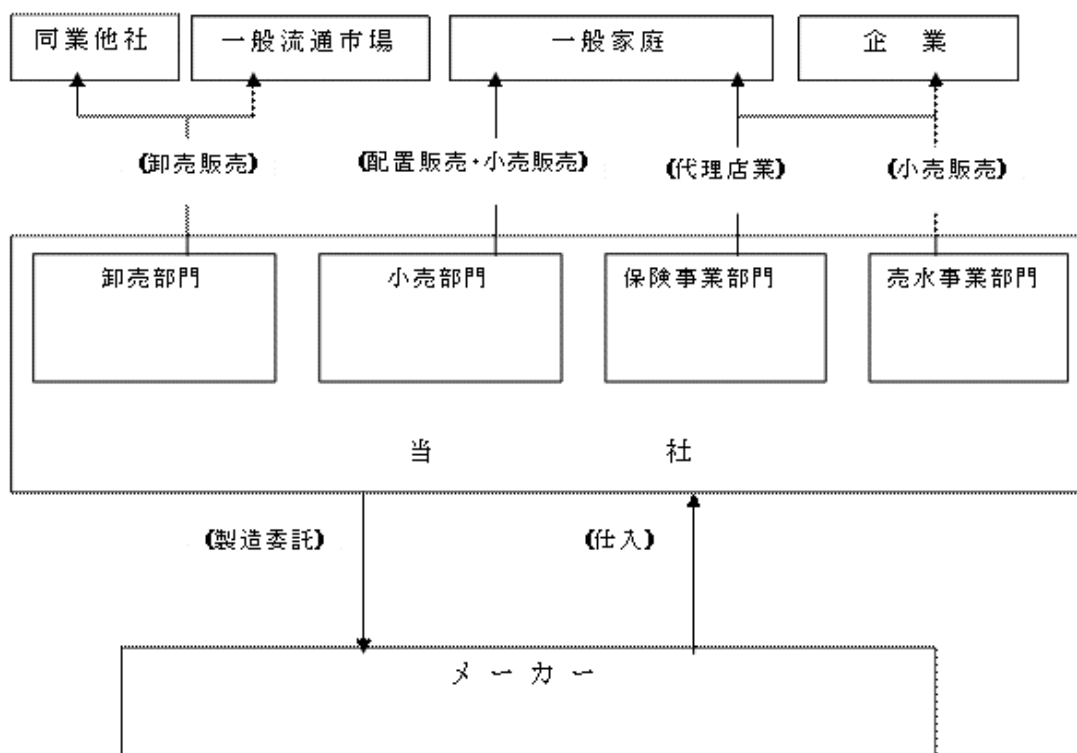 同業他社 一般流通市場 一般家庭 企業
(卸売販売) (配置販売・小売販売) (代理店業) (小売販売)
卸売部門 小売部門 保険事業部門 売水事業部門
当社
(製造委託) (仕入)
メーカー